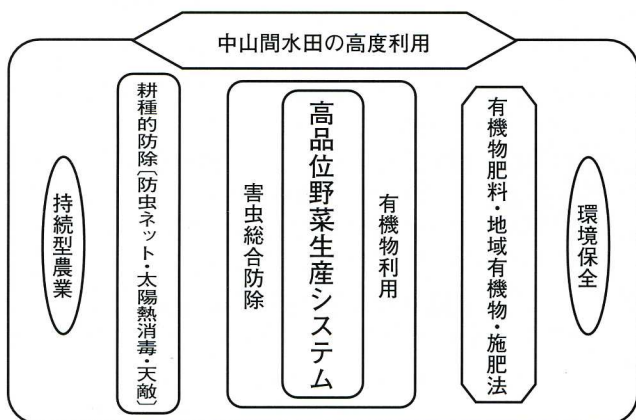 中山間水田の高度利用
持続型農業
耕種的防除〔防虫ネット・太陽熱消毒・天敵〕
害虫総合防除
高品位野菜生産システム
有機物利用
有機物肥料・地域有機物・施肥法
環境保全